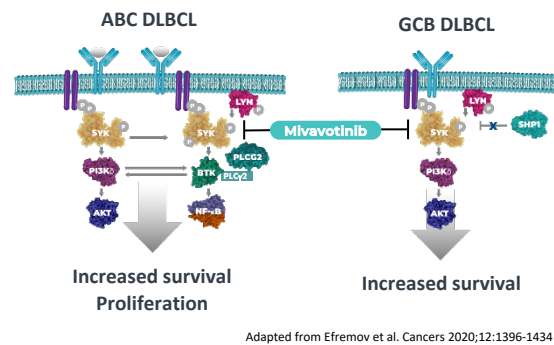 ABC DLBCL
GCB DLBCL
P
P
LYN
P
P
P
SYK
P
SYK
P
Mivavotinib
P
P
LYN
P
SYK
X
SHP1
PI3Kδ
BTK
PLCG2
PLCγ2
PI3Kδ
AKT
NF-κB
AKT
Increased survival
Proliferation
Increased survival
Adapted from Efremov et al. Cancers 2020;12:1396-1434